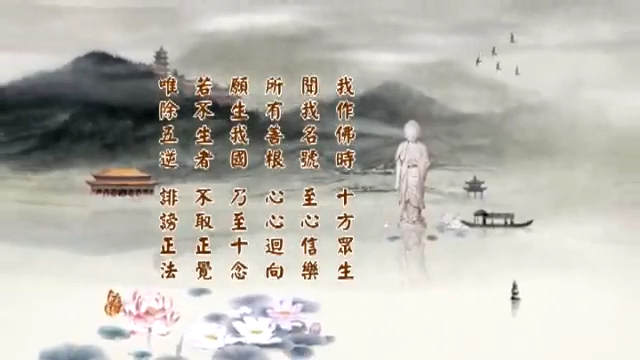 我作佛時 十方眾生
聞我名號 至心信樂
所有善根 心心迴向
願生我國 乃至十念
若不生者 不取正覺
唯除五逆 誹謗正法